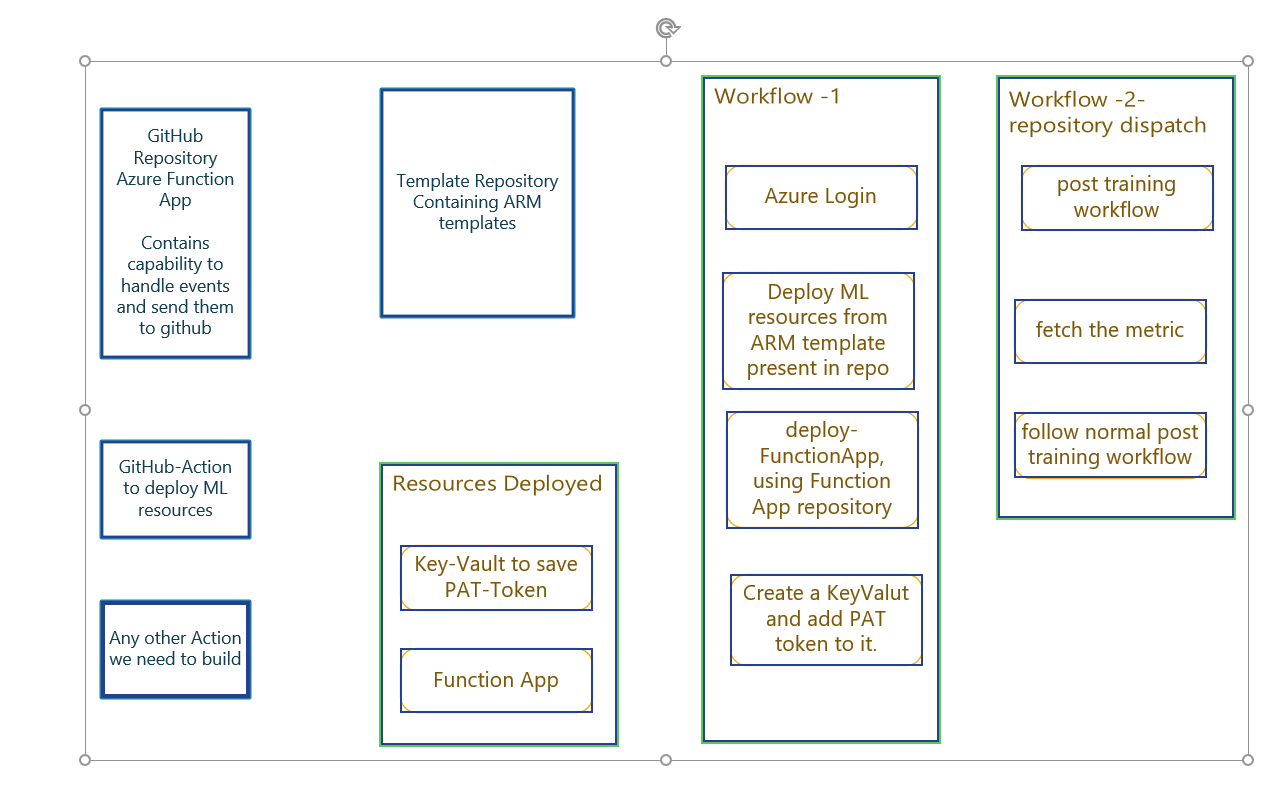 GitHub
Repository
Azure Function
App
Contains
capability to
handle events
and send them
to github
GitHub-Action
to deploy ML
resources
Any other Action
we need to build
Template Repository
Containing ARM
templates
Resources Deployed
Key-Vault to save
PAT-Token
Function App
Workflow -1
Azure Login
Deploy ML
resources from
ARM template
present in repo
deploy-
FunctionApp,
using Function
App repository
Create a KeyValut
and add PAT
token to it.
Workflow -2-
repository dispatch
post training
workflow
fetch the metric
follow normal post
training workflow